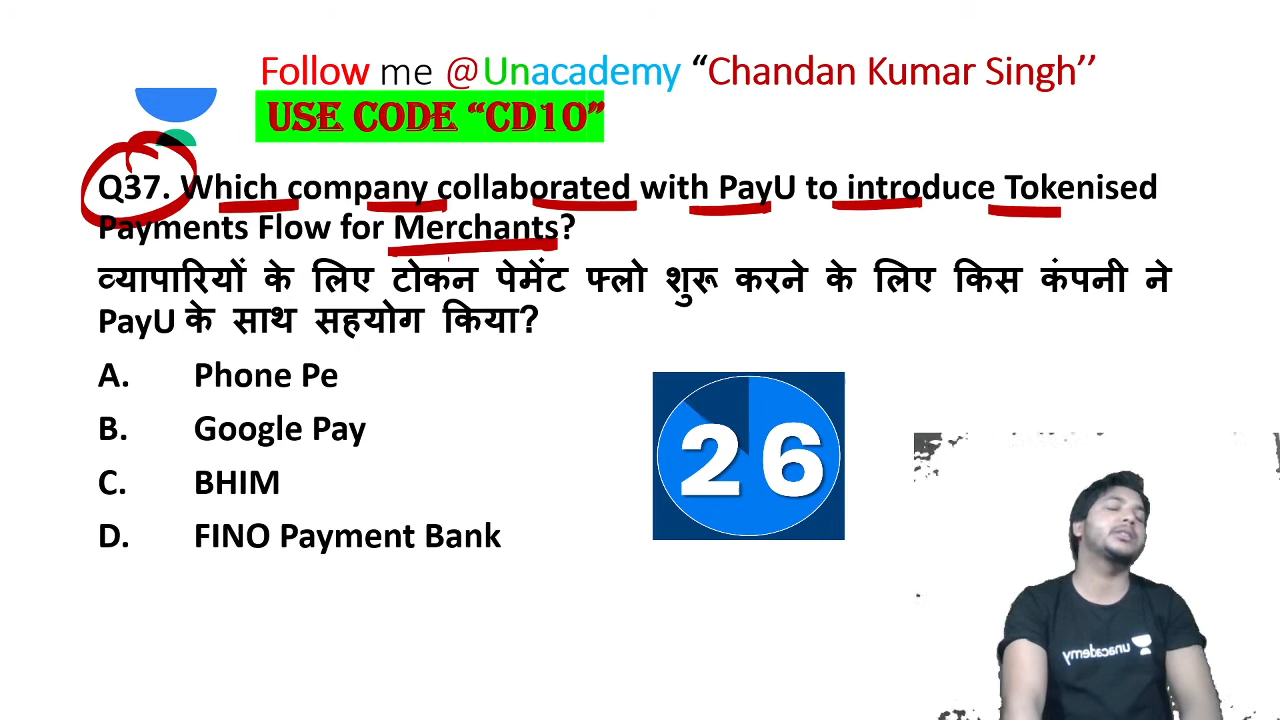 Follow me @Unacademy “Chandan Kumar Singh’’
USE CODE “CD10”
Q37. Which company collaborated with PayU to introduce Tokenised
Payments Flow for Merchants?
व्यापारियों के लिए टोकन पेमेंट फ्लो शुरू करने के लिए किस कंपनी ने
PayU के साथ सहयोग किया?
A. Phone Pe
B. Google Pay
C. BHIM
D. FINO Payment Bank
26
unacademy